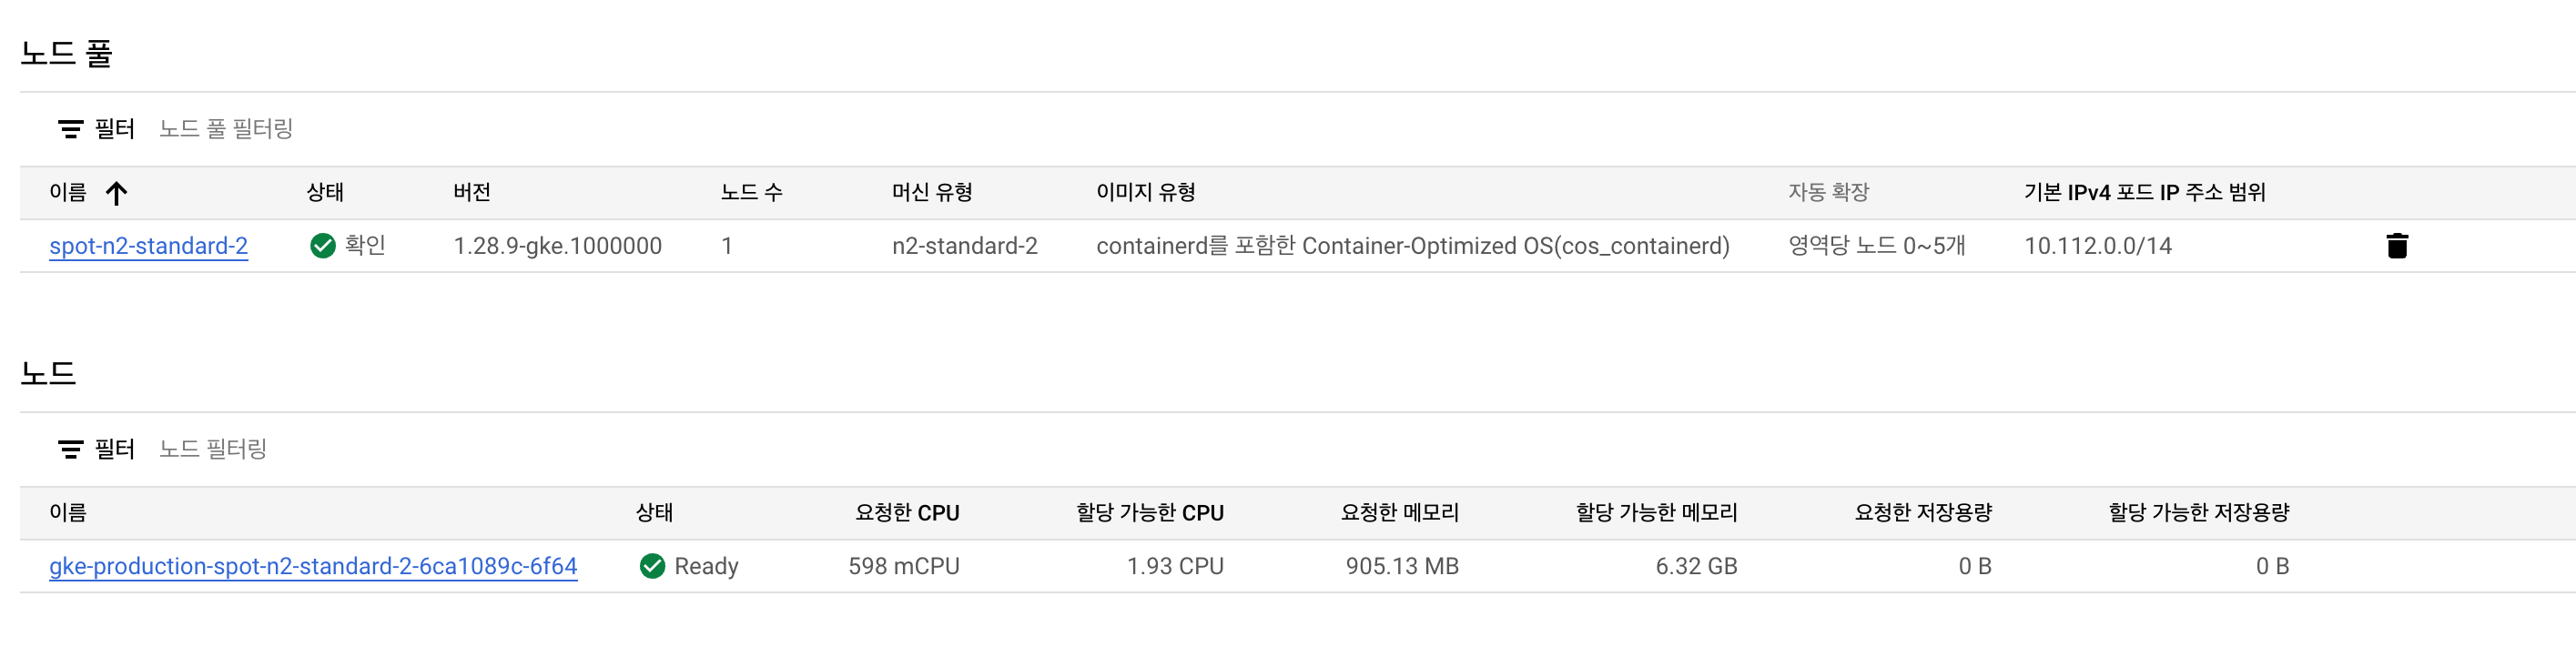 노드 풀
필터 노드 풀 필터링
이름 상태 버전 노드 수 머신 유형 이미지 유형 자동 확장 기본 IPv4 포드 IP 주소 범위
spot-n2-standard-2 확인 1.28.9-gke.1000000 1 n2-standard-2 containerd를 포함한 Container-Optimized OS(cos_containerd) 영역당 노드 0~5개 10.112.0.0/14
노드
필터 노드 필터링
이름 상태 요청한 CPU 할당 가능한 CPU 요청한 메모리 할당 가능한 메모리 요청한 저장용량 할당 가능한 저장용량
gke-production-spot-n2-standard-2-6ca1089c-6f64 Ready 598 mCPU 1.93 CPU 905.13 MB 6.32 GB 0 B 0 B